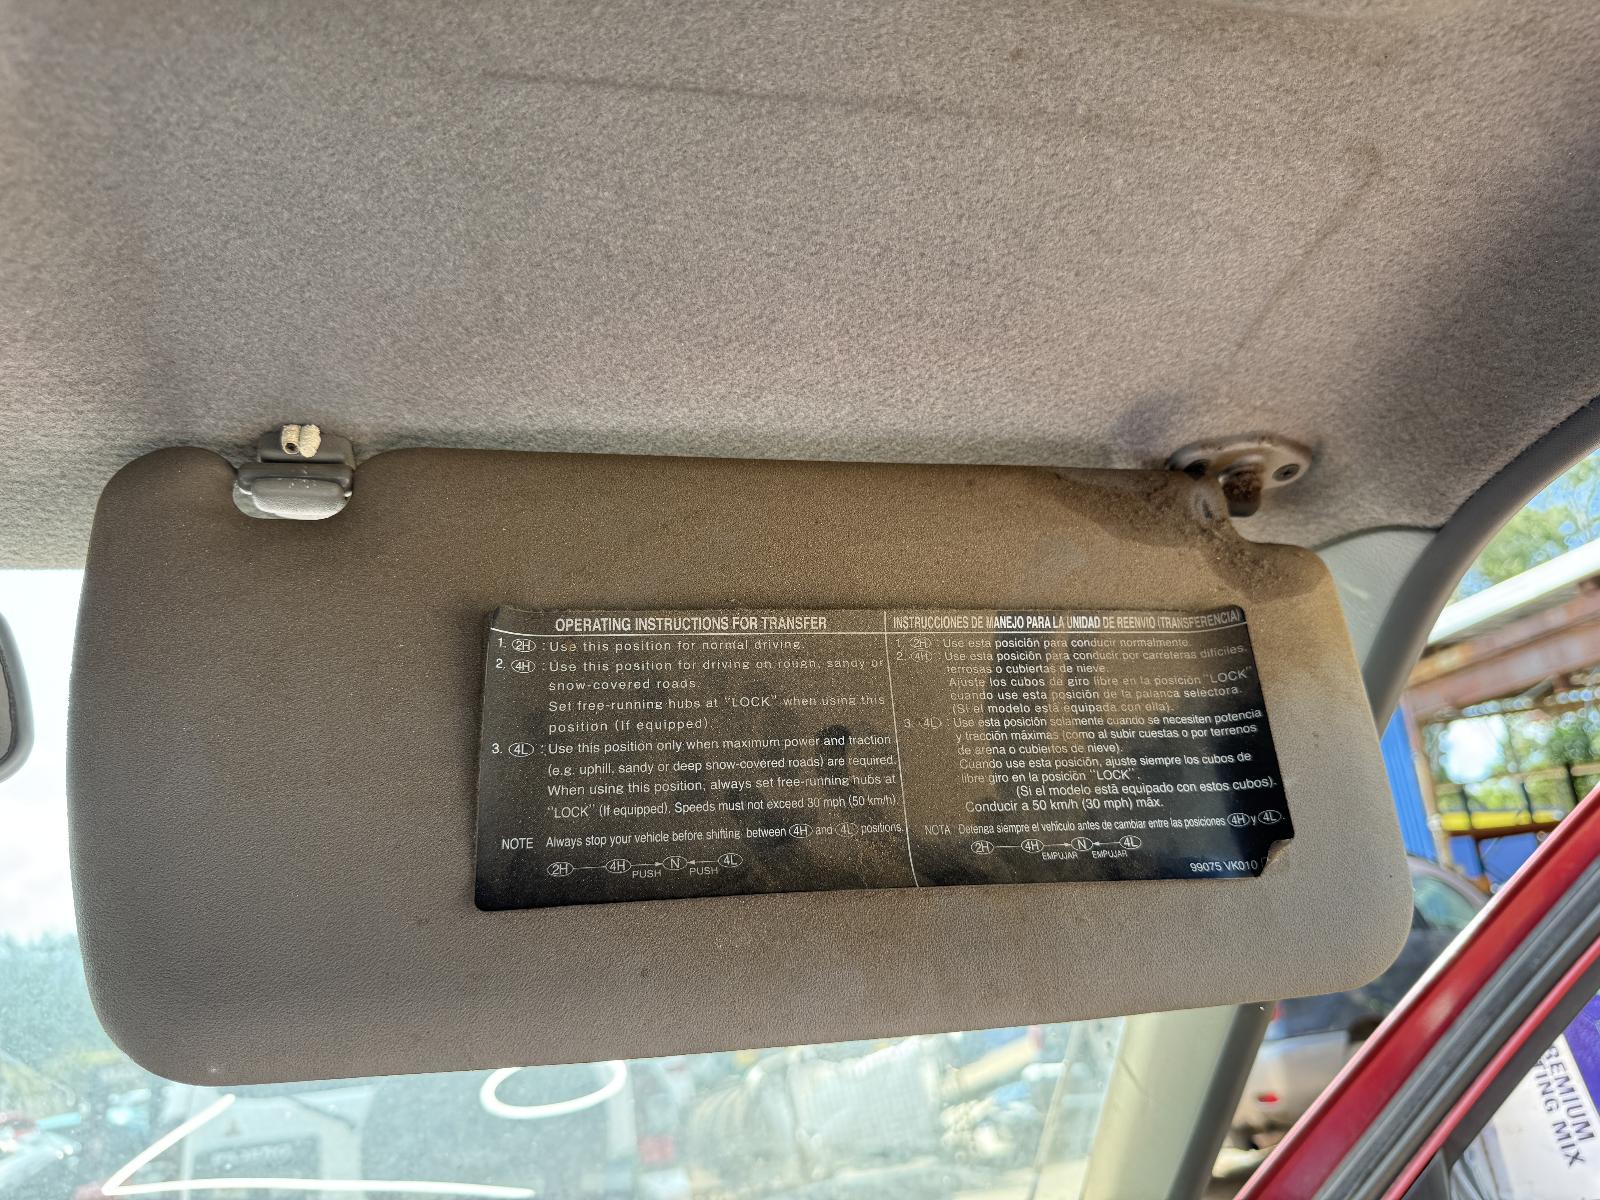 OPERATING INSTRUCTIONS FOR TRANSFER
1. 2H : Use this position for normal driving.
2. 4H : Use this position for driving on rough, sandy or
snow-covered roads.
Set free-running hubs at "LOCK" when using this
position (If equipped).
3. 4L : Use this position only when maximum power and traction
(e.g. uphill, sandy or deep snow-covered roads) are required.
When using this position, always set free-running hubs at
"LOCK" (If equipped). Speeds must not exceed 30 mph (50 km/h).
NOTE Always stop your vehicle before shifting between 4H and 4L positions.
2H 4H PUSH N PUSH 4L
INSTRUCCIONES DE MANEJO PARA LA UNIDAD DE REENVIO (TRANSFERENCIA)
1. 2H : Use esta posición para conducir normalmente.
2. 4H : Use esta posición para conducir por carreteras difíciles,
terrosas o cubiertas de nieve.
Ajuste los cubos de giro libre en la posición "LOCK"
cuando use esta posición de la palanca selectora.
(Si el modelo está equipada con ella).
3. 4L : Use esta posición solamente cuando se necesiten potencia
y tracción máximas (como al subir cuestas o por terrenos
de arena o cubiertos de nieve).
Cuando use esta posición, ajuste siempre los cubos de
libre giro en la posición "LOCK".
(Si el modelo está equipado con estos cubos).
Conducir a 50 km/h (30 mph) máx.
NOTA Detenga siempre el vehículo antes de cambiar entre las posiciones 4H y 4L.
2H 4H EMPUJAR N EMPUJAR 4L
99075 VK010
REMIUM
TING MIX